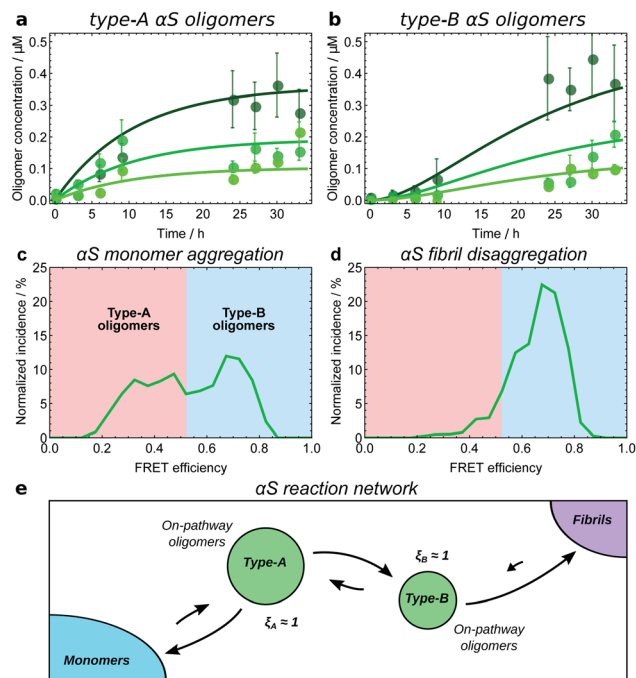 a
type-A αS oligomers
Oligomer concentration / μM
0.5
0.4
0.3
0.2
0.1
0.0
0 5 10 15 20 25 30
Time / h
b
type-B αS oligomers
Oligomer concentration / μM
0.5
0.4
0.3
0.2
0.1
0.0
0 5 10 15 20 25 30
Time / h
c
αS monomer aggregation
Normalized incidence / %
25
20
15
10
5
0
Type-A
oligomers
Type-B
oligomers
0.0 0.2 0.4 0.6 0.8 1.0
FRET efficiency
d
αS fibril disaggregation
Normalized incidence / %
25
20
15
10
5
0
0.0 0.2 0.4 0.6 0.8 1.0
FRET efficiency
e
αS reaction network
On-pathway
oligomers
Type-A
ξA ≈ 1
ξB ≈ 1
Type-B
On-pathway
oligomers
Fibrils
Monomers